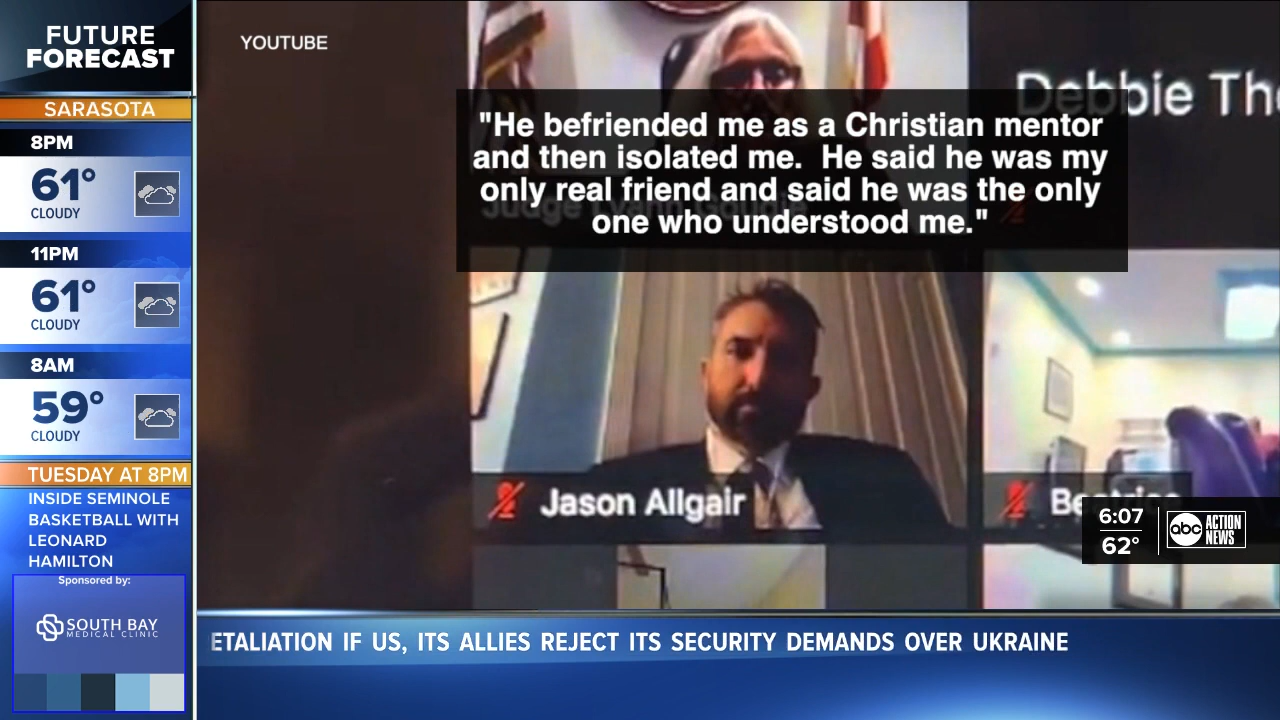 FUTURE
FORECAST
SARASOTA
8PM
61°
CLOUDY
11PM
61°
CLOUDY
8AM
59°
CLOUDY
TUESDAY AT 8PM
INSIDE SEMINOLE
BASKETBALL WITH
LEONARD
HAMILTON
Sponsored by:
SOUTH BAY
MEDICAL CLINIC
YOUTUBE
Debbie
"He befriended me as a Christian mentor
and then isolated me. He said he was my
only real friend and said he was the only
one who understood me."
Judge
Jason Allgair
6:07
62°
abc
ACTION
NEWS
ETALIATION IF US, ITS ALLIES REJECT ITS SECURITY DEMANDS OVER UKRAINE